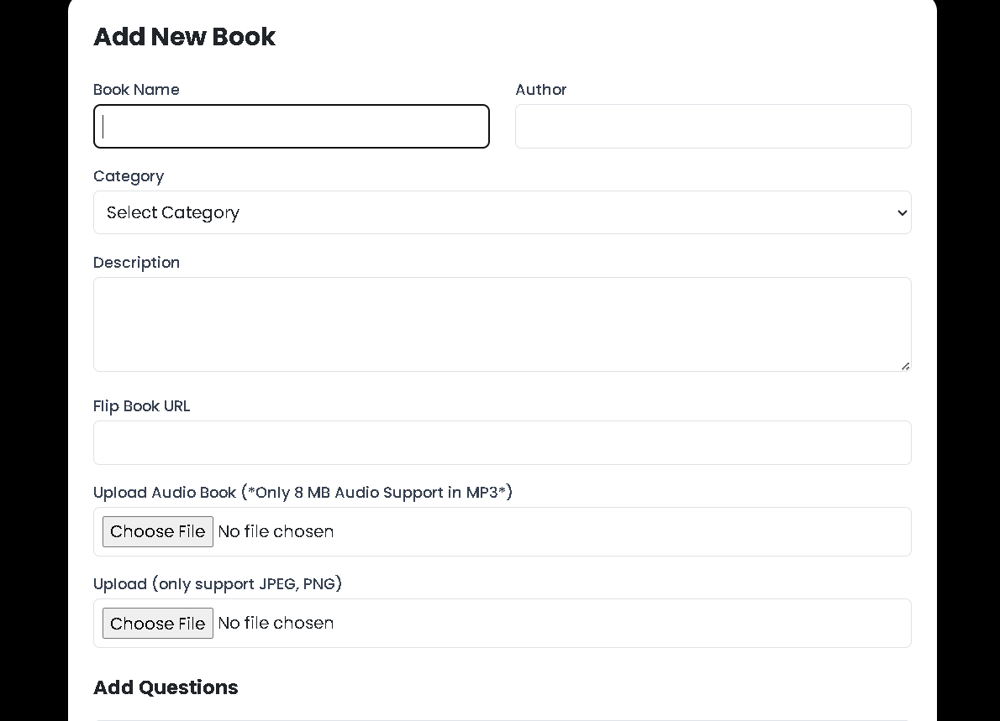 Add New Book
Book Name
Author
Category
Select Category
Description
Flip Book URL
Upload Audio Book (*Only 8 MB Audio Support in MP3*)
Choose File No file chosen
Upload (only support JPEG, PNG)
Choose File No file chosen
Add Questions